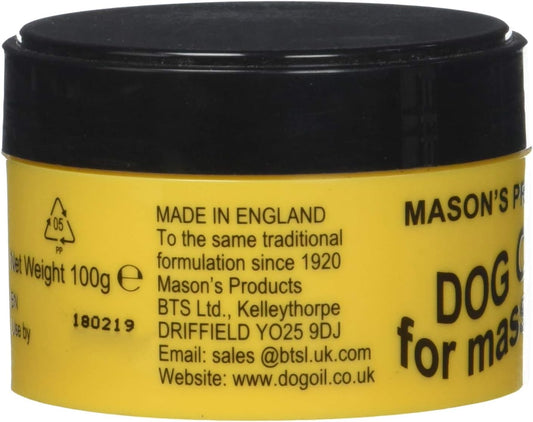 05
PP
Net Weight 100g ℮
BN
Use by
180219
MADE IN ENGLAND
To the same traditional
formulation since 1920
Mason's Products
BTS Ltd., Kelleythorpe
DRIFFIELD YO25 9DJ
Email: sales @btsl.uk.com
Website: www.dogoil.co.uk
MASON'S
DOG
for